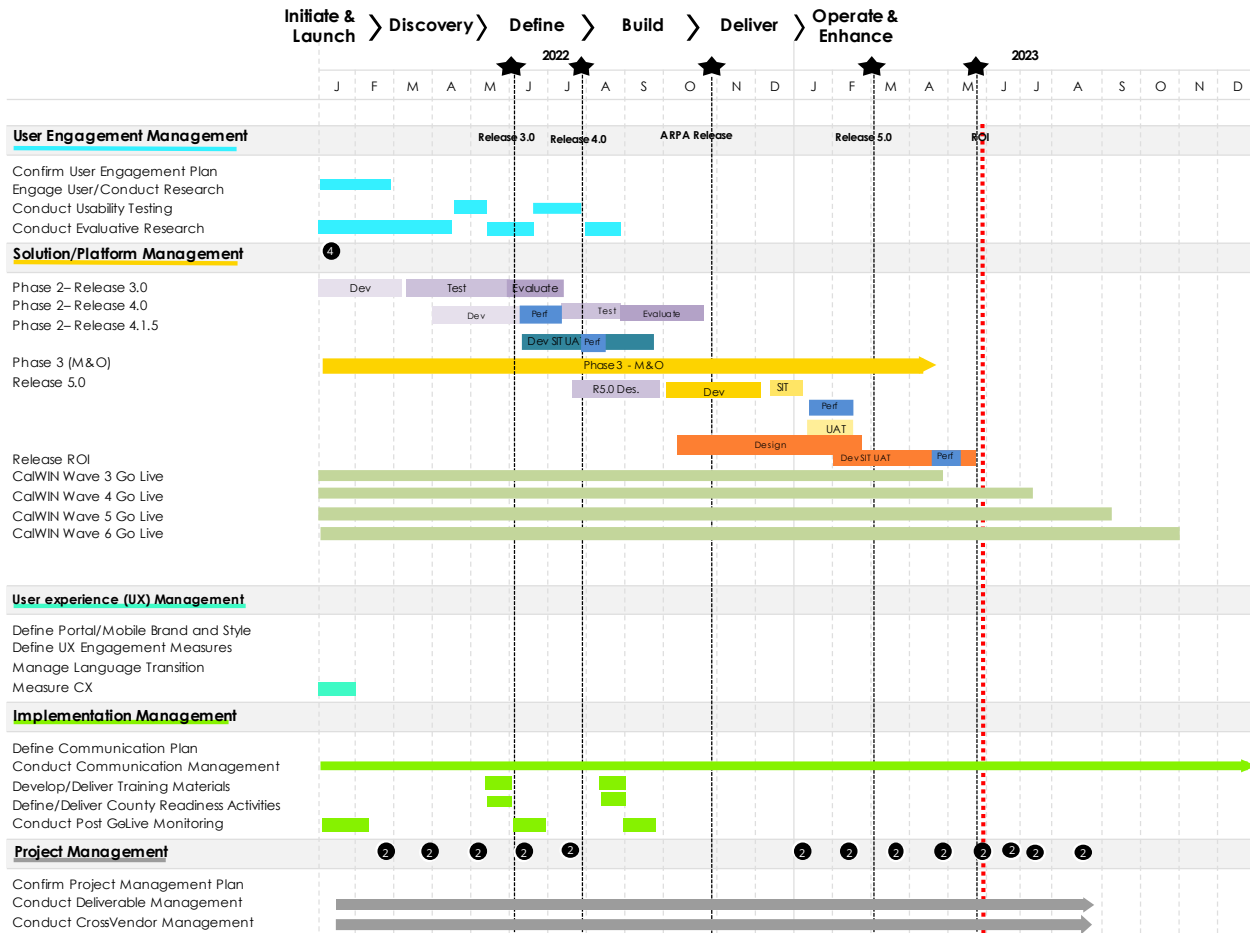 Initiate & Launch
Discovery
Define
Build
Deliver
Operate & Enhance
2022
2023
J F M A M J J A S O N D J F M A M J J A S O N D
User Engagement Management
Release 3.0
Release 4.0
ARPA Release
Release 5.0
ROI
Confirm User Engagement Plan
Engage User/Conduct Research
Conduct Usability Testing
Conduct Evaluative Research
Solution/Platform Management
4
Phase 2– Release 3.0
Dev
Test
Evaluate
Phase 2– Release 4.0
Dev
Perf
Test
Evaluate
Phase 2– Release 4.1.5
Dev SIT UAT
Perf
Phase 3 (M&O)
Phase 3 - M&O
Release 5.0
R5.0 Des.
Dev
SIT
Perf
UAT
Design
Release ROI
Dev SIT UAT
Perf
CalWIN Wave 3 Go Live
CalWIN Wave 4 Go Live
CalWIN Wave 5 Go Live
CalWIN Wave 6 Go Live
User experience (UX) Management
Define Portal/Mobile Brand and Style
Define UX Engagement Measures
Manage Language Transition
Measure CX
Implementation Management
Define Communication Plan
Conduct Communication Management
Develop/Deliver Training Materials
Define/Deliver County Readiness Activities
Conduct Post GoLive Monitoring
Project Management
2 2 2 2 2 2 2 2 2 2 2 2 2
Confirm Project Management Plan
Conduct Deliverable Management
Conduct CrossVendor Management